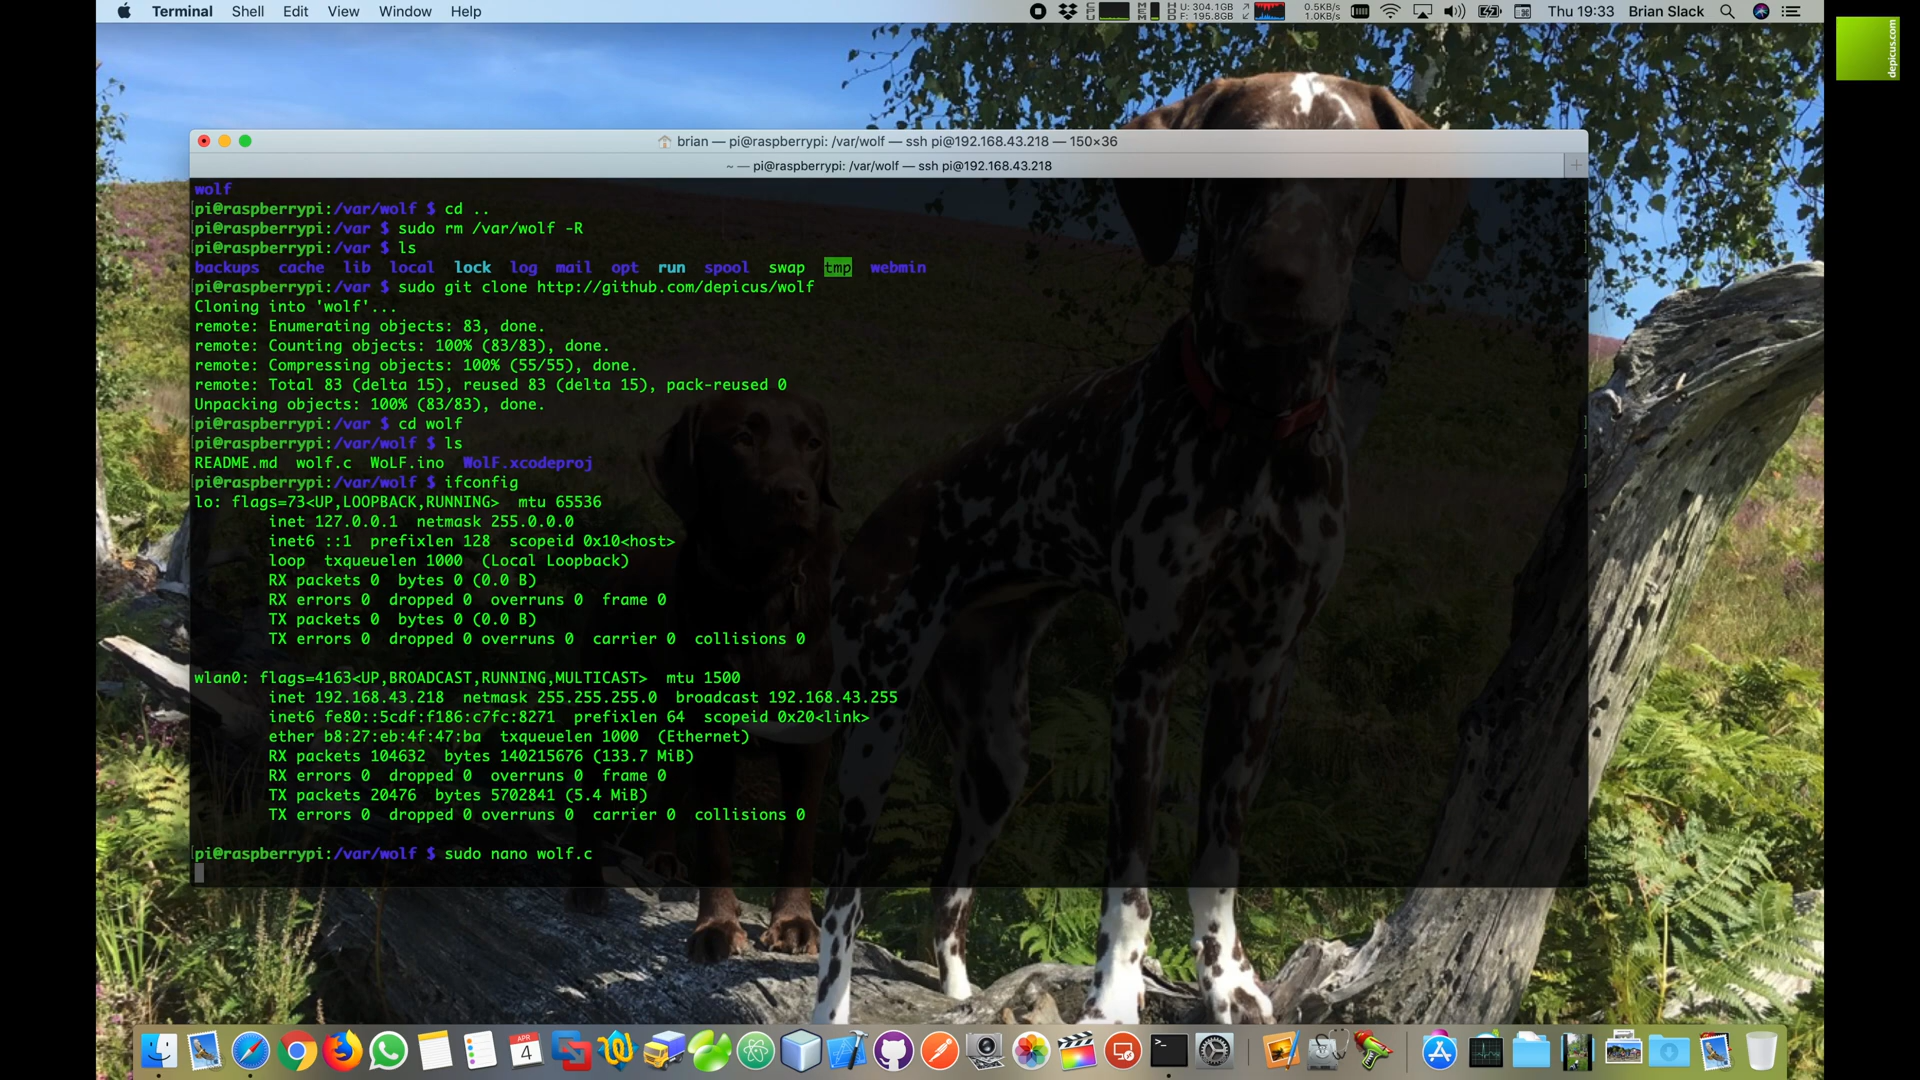 Terminal Shell Edit View Window Help U: 304.1GB F: 195.8GB 0.5KB/s 1.0KB/s Thu 19:33 Brian Slack
depicus.com
brian — pi@raspberrypi: /var/wolf — ssh pi@192.168.43.218 — 150×36
~ — pi@raspberrypi: /var/wolf — ssh pi@192.168.43.218
wolf
pi@raspberrypi:/var/wolf $ cd ..
pi@raspberrypi:/var $ sudo rm /var/wolf -R
pi@raspberrypi:/var $ ls
backups cache lib local lock log mail opt run spool swap tmp webmin
pi@raspberrypi:/var $ sudo git clone http://github.com/depicus/wolf
Cloning into 'wolf'...
remote: Enumerating objects: 83, done.
remote: Counting objects: 100% (83/83), done.
remote: Compressing objects: 100% (55/55), done.
remote: Total 83 (delta 15), reused 83 (delta 15), pack-reused 0
Unpacking objects: 100% (83/83), done.
pi@raspberrypi:/var $ cd wolf
pi@raspberrypi:/var/wolf $ ls
README.md wolf.c WoLF.ino WolF.xcodeproj
pi@raspberrypi:/var/wolf $ ifconfig
lo: flags=73<UP,LOOPBACK,RUNNING> mtu 65536
inet 127.0.0.1 netmask 255.0.0.0
inet6 ::1 prefixlen 128 scopeid 0x10<host>
loop txqueuelen 1000 (Local Loopback)
RX packets 0 bytes 0 (0.0 B)
RX errors 0 dropped 0 overruns 0 frame 0
TX packets 0 bytes 0 (0.0 B)
TX errors 0 dropped 0 overruns 0 carrier 0 collisions 0
wlan0: flags=4163<UP,BROADCAST,RUNNING,MULTICAST> mtu 1500
inet 192.168.43.218 netmask 255.255.255.0 broadcast 192.168.43.255
inet6 fe80::5cdf:f186:c7fc:8271 prefixlen 64 scopeid 0x20<link>
ether b8:27:eb:4f:47:ba txqueuelen 1000 (Ethernet)
RX packets 104632 bytes 140215676 (133.7 MiB)
RX errors 0 dropped 0 overruns 0 frame 0
TX packets 20476 bytes 5702841 (5.4 MiB)
TX errors 0 dropped 0 overruns 0 carrier 0 collisions 0
pi@raspberrypi:/var/wolf $ sudo nano wolf.c
APR
4